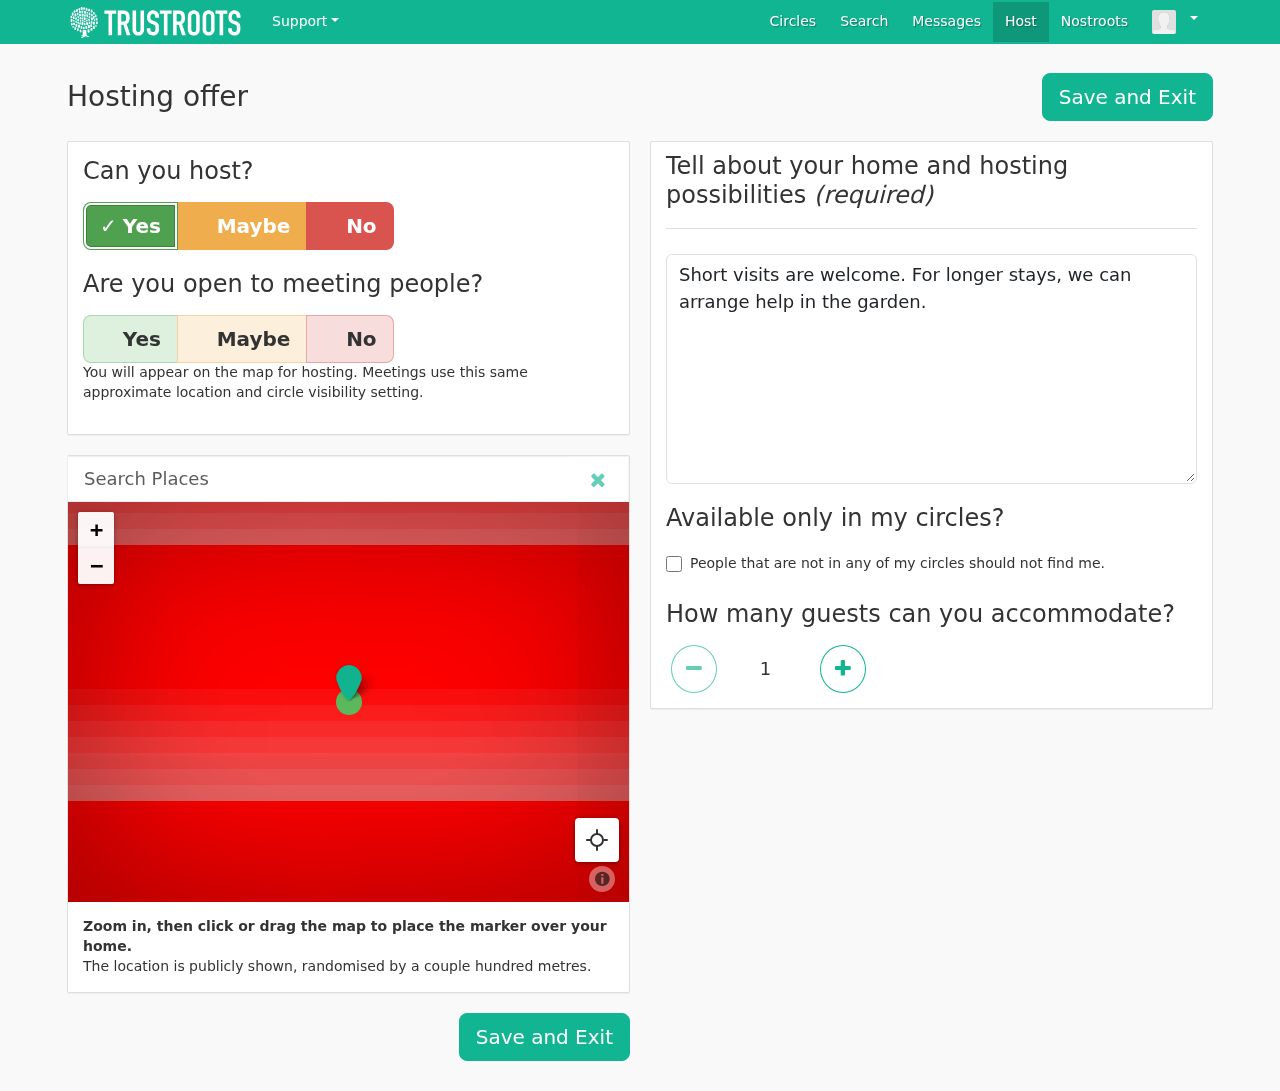 TRUSTROOTS
Support
Circles
Search
Messages
Host
Nostroots
Hosting offer
Save and Exit
Can you host?
✓ Yes
Maybe
No
Are you open to meeting people?
Yes
Maybe
No
You will appear on the map for hosting. Meetings use this same
approximate location and circle visibility setting.
Search Places
+
−
Zoom in, then click or drag the map to place the marker over your
home.
The location is publicly shown, randomised by a couple hundred metres.
Save and Exit
Tell about your home and hosting
possibilities (required)
Short visits are welcome. For longer stays, we can
arrange help in the garden.
Available only in my circles?
People that are not in any of my circles should not find me.
How many guests can you accommodate?
1